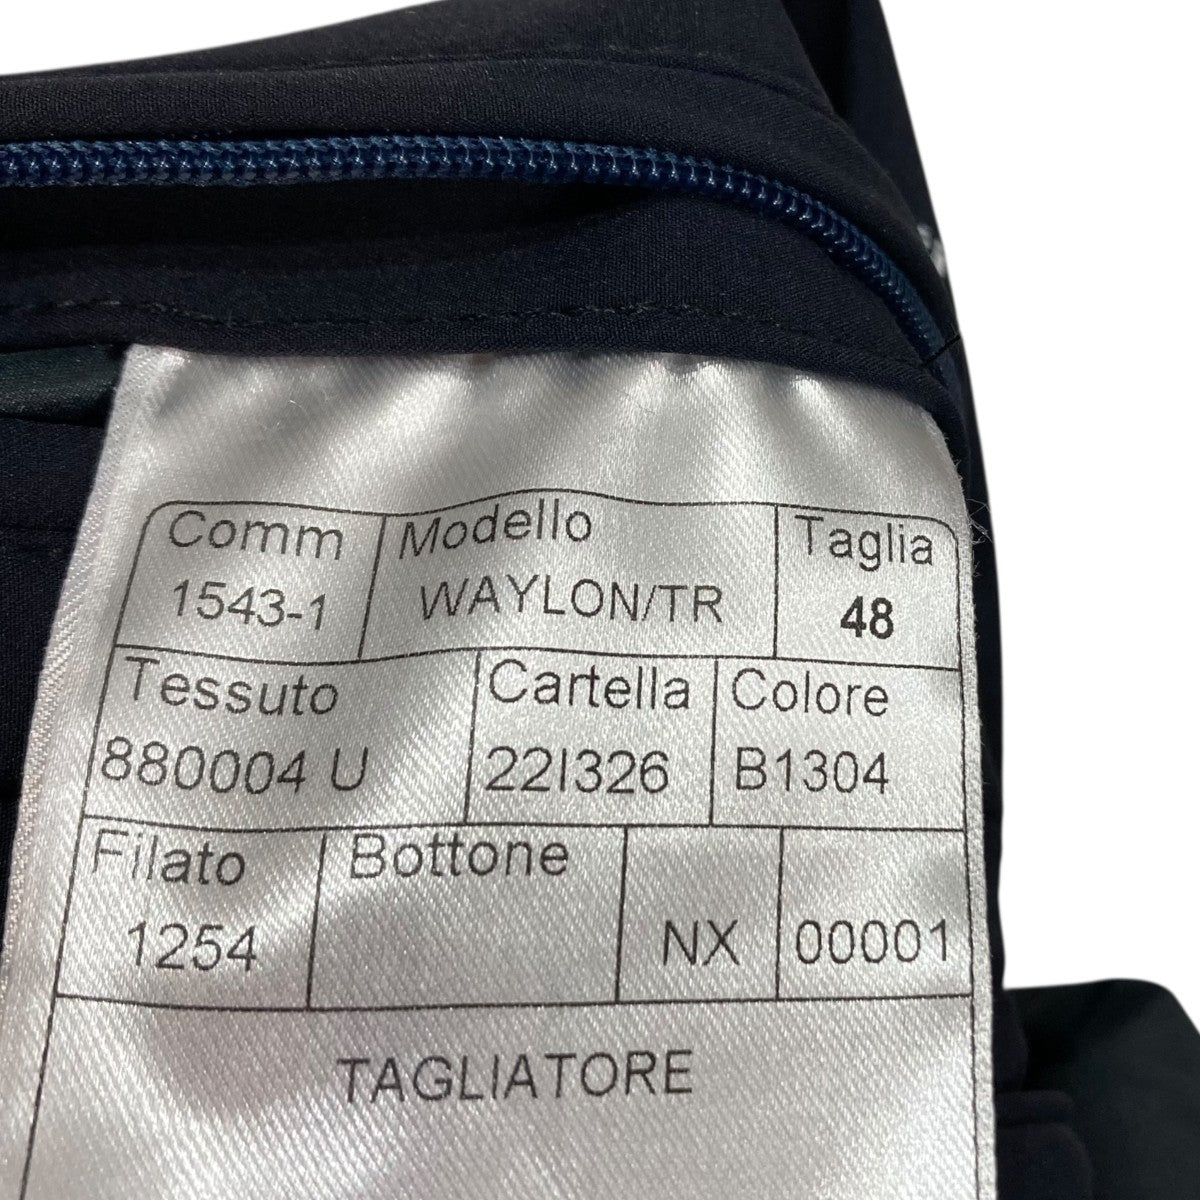 Comm Modello Taglia
1543-1 WAYLON/TR 48
Tessuto Cartella Colore
880004 U 22I326 B1304
Filato Bottone
1254 NX 00001
TAGLIATORE